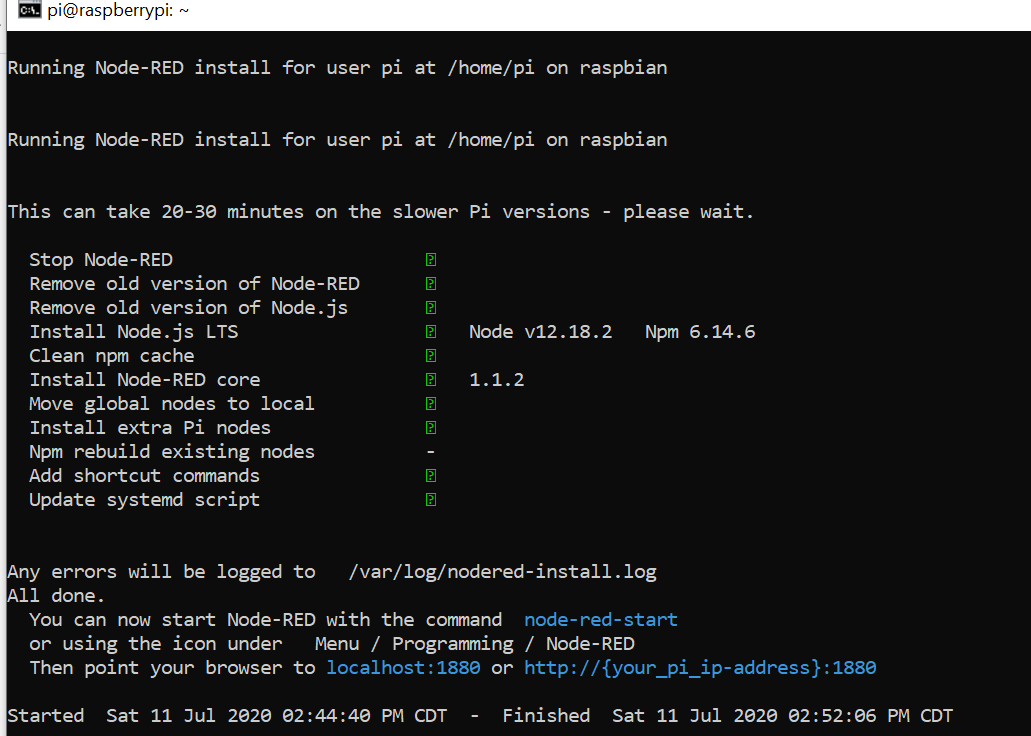 pi@raspberrypi: ~
Running Node-RED install for user pi at /home/pi on raspbian
Running Node-RED install for user pi at /home/pi on raspbian
This can take 20-30 minutes on the slower Pi versions - please wait.
Stop Node-RED
Remove old version of Node-RED
Remove old version of Node.js
Install Node.js LTS Node v12.18.2 Npm 6.14.6
Clean npm cache
Install Node-RED core 1.1.2
Move global nodes to local
Install extra Pi nodes
Npm rebuild existing nodes -
Add shortcut commands
Update systemd script
Any errors will be logged to /var/log/nodered-install.log
All done.
You can now start Node-RED with the command node-red-start
or using the icon under Menu / Programming / Node-RED
Then point your browser to localhost:1880 or http://{your_pi_ip-address}:1880
Started Sat 11 Jul 2020 02:44:40 PM CDT - Finished Sat 11 Jul 2020 02:52:06 PM CDT